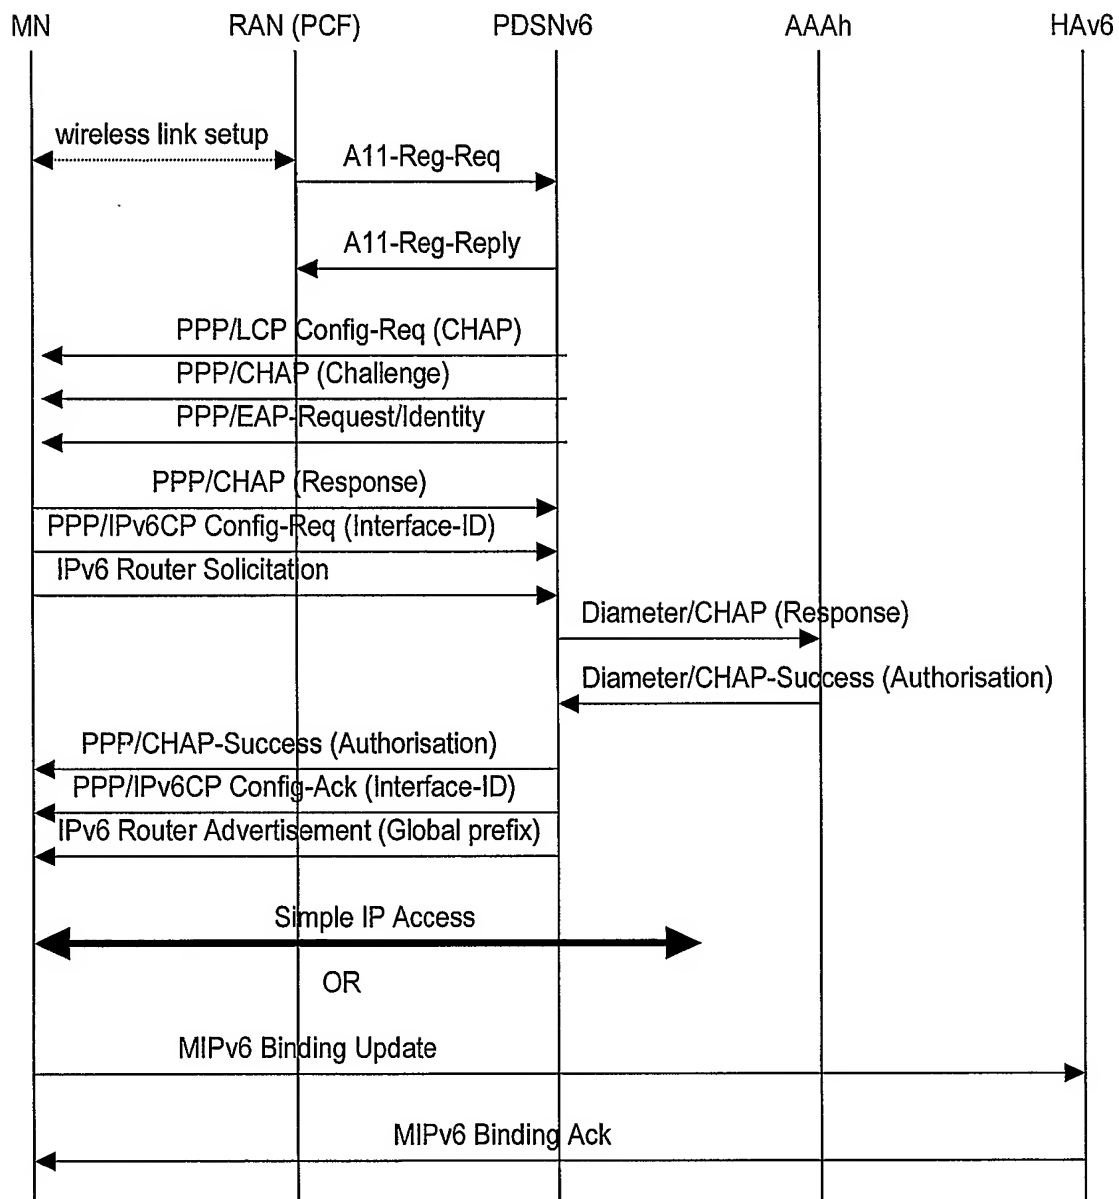 MN RAN (PCF) PDSNv6 AAAh HAv6
wireless link setup
A11-Reg-Req
A11-Reg-Reply
PPP/LCP Config-Req (CHAP)
PPP/CHAP (Challenge)
PPP/EAP-Request/Identity
PPP/CHAP (Response)
PPP/IPv6CP Config-Req (Interface-ID)
IPv6 Router Solicitation
Diameter/CHAP (Response)
Diameter/CHAP-Success (Authorisation)
PPP/CHAP-Success (Authorisation)
PPP/IPv6CP Config-Ack (Interface-ID)
IPv6 Router Advertisement (Global prefix)
Simple IP Access
OR
MIPv6 Binding Update
MIPv6 Binding Ack